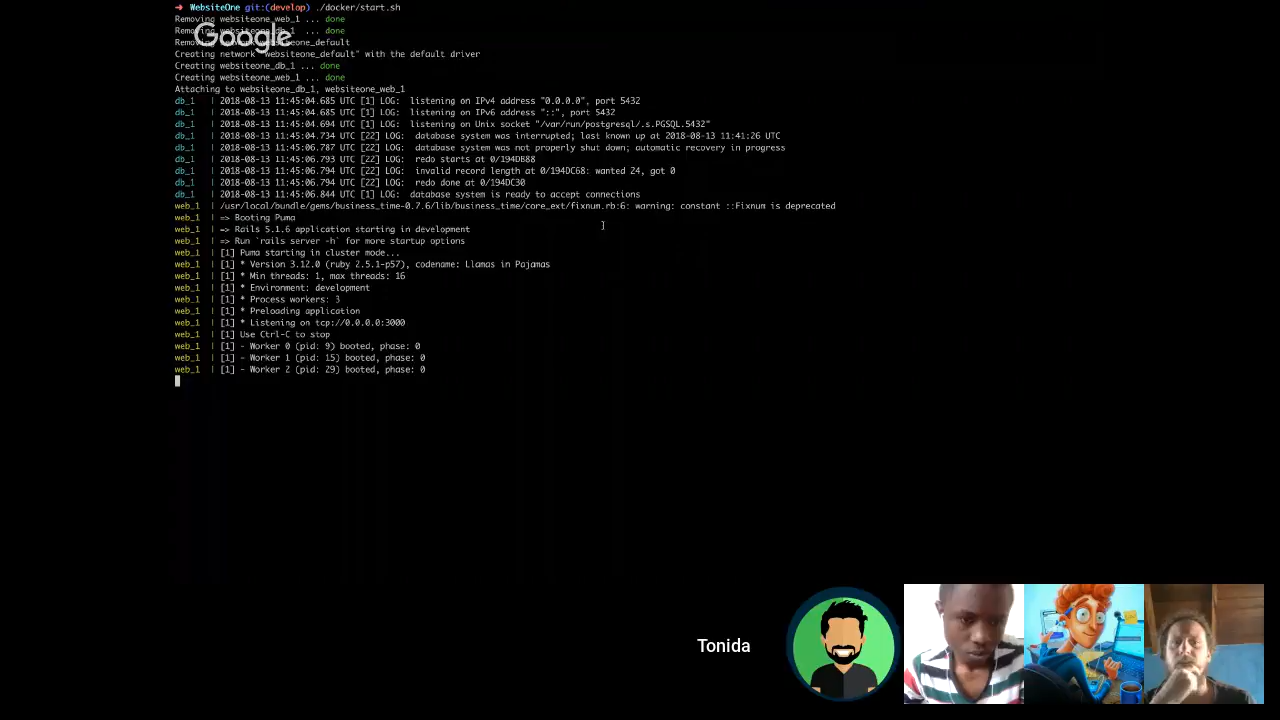 ➜ WebsiteOne git:(develop) ./docker/start.sh
Removing websiteone_web_1 ... done
Removing websiteone_db_1 ... done
Removing network websiteone_default
Google
Creating network "websiteone_default" with the default driver
Creating websiteone_db_1 ... done
Creating websiteone_web_1 ... done
Attaching to websiteone_db_1, websiteone_web_1
db_1 | 2018-08-13 11:45:04.685 UTC [1] LOG: listening on IPv4 address "0.0.0.0", port 5432
db_1 | 2018-08-13 11:45:04.685 UTC [1] LOG: listening on IPv6 address "::", port 5432
db_1 | 2018-08-13 11:45:04.694 UTC [1] LOG: listening on Unix socket "/var/run/postgresql/.s.PGSQL.5432"
db_1 | 2018-08-13 11:45:04.734 UTC [22] LOG: database system was interrupted; last known up at 2018-08-13 11:41:26 UTC
db_1 | 2018-08-13 11:45:06.787 UTC [22] LOG: database system was not properly shut down; automatic recovery in progress
db_1 | 2018-08-13 11:45:06.793 UTC [22] LOG: redo starts at 0/194DB88
db_1 | 2018-08-13 11:45:06.794 UTC [22] LOG: invalid record length at 0/194DC68: wanted 24, got 0
db_1 | 2018-08-13 11:45:06.794 UTC [22] LOG: redo done at 0/194DC30
db_1 | 2018-08-13 11:45:06.844 UTC [1] LOG: database system is ready to accept connections
web_1 | /usr/local/bundle/gems/business_time-0.7.6/lib/business_time/core_ext/fixnum.rb:6: warning: constant ::Fixnum is deprecated
web_1 | => Booting Puma
web_1 | => Rails 5.1.6 application starting in development
web_1 | => Run `rails server -h` for more startup options
web_1 | [1] Puma starting in cluster mode...
web_1 | [1] * Version 3.12.0 (ruby 2.5.1-p57), codename: Llamas in Pajamas
web_1 | [1] * Min threads: 1, max threads: 16
web_1 | [1] * Environment: development
web_1 | [1] * Process workers: 3
web_1 | [1] * Preloading application
web_1 | [1] * Listening on tcp://0.0.0.0:3000
web_1 | [1] Use Ctrl-C to stop
web_1 | [1] - Worker 0 (pid: 9) booted, phase: 0
web_1 | [1] - Worker 1 (pid: 15) booted, phase: 0
web_1 | [1] - Worker 2 (pid: 29) booted, phase: 0
Tonida